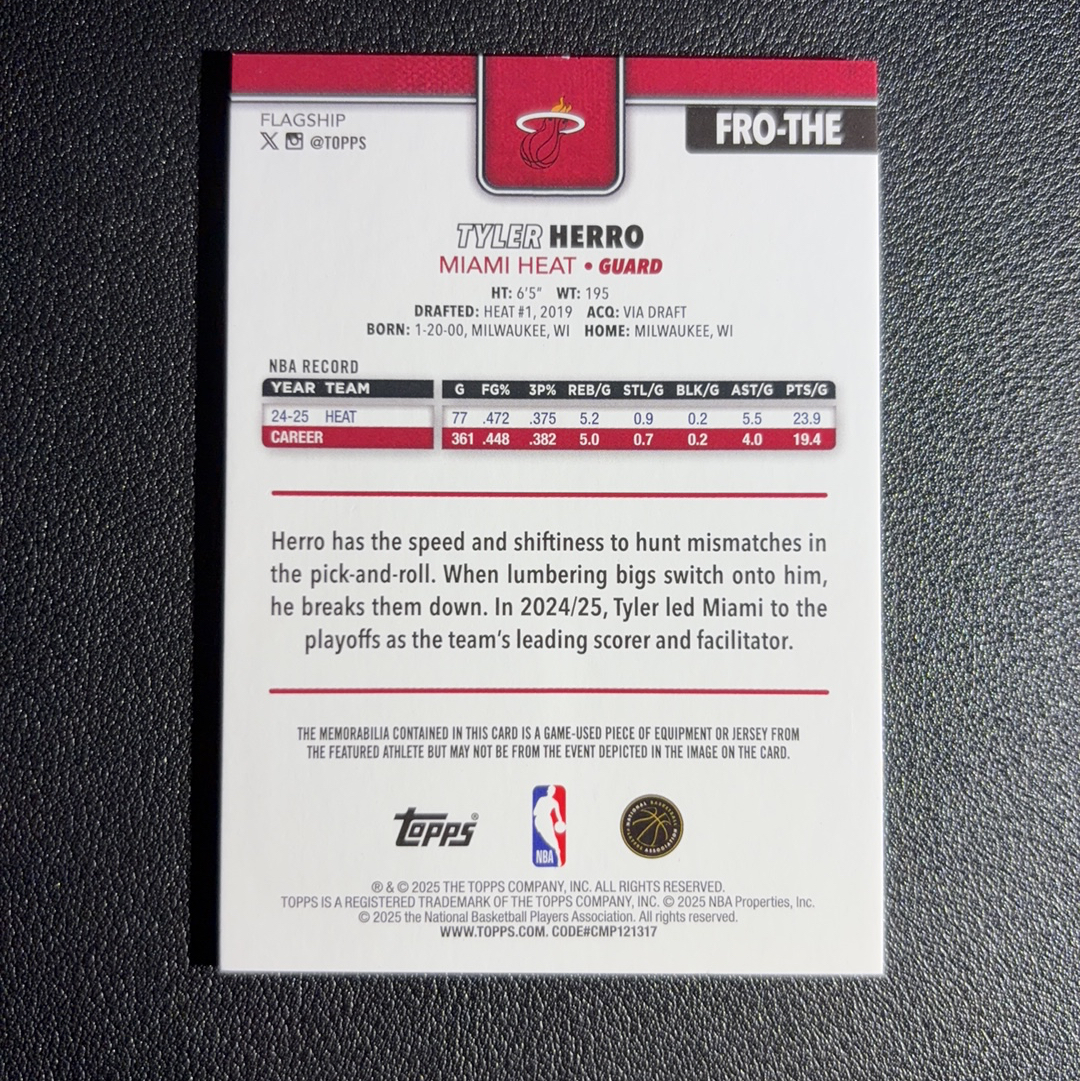 FLAGSHIP
@TOPPS
FRO-THE
TYLER HERRO
MIAMI HEAT • GUARD
HT: 6'5" WT: 195
DRAFTED: HEAT #1, 2019 ACQ: VIA DRAFT
BORN: 1-20-00, MILWAUKEE, WI HOME: MILWAUKEE, WI
NBA RECORD
YEAR TEAM G FG% 3P% REB/G STL/G BLK/G AST/G PTS/G
24-25 HEAT 77 .472 .375 5.2 0.9 0.2 5.5 23.9
CAREER 361 .448 .382 5.0 0.7 0.2 4.0 19.4
Herro has the speed and shiftiness to hunt mismatches in
the pick-and-roll. When lumbering bigs switch onto him,
he breaks them down. In 2024/25, Tyler led Miami to the
playoffs as the team's leading scorer and facilitator.
THE MEMORABILIA CONTAINED IN THIS CARD IS A GAME-USED PIECE OF EQUIPMENT OR JERSEY FROM
THE FEATURED ATHLETE BUT MAY NOT BE FROM THE EVENT DEPICTED IN THE IMAGE ON THE CARD.
Topps®
NBA
NATIONAL BASKETBALL PLAYERS ASSOCIATION
® & © 2025 THE TOPPS COMPANY, INC. ALL RIGHTS RESERVED.
TOPPS IS A REGISTERED TRADEMARK OF THE TOPPS COMPANY, INC. © 2025 NBA Properties, Inc.
© 2025 the National Basketball Players Association. All rights reserved.
WWW.TOPPS.COM. CODE#CMP121317